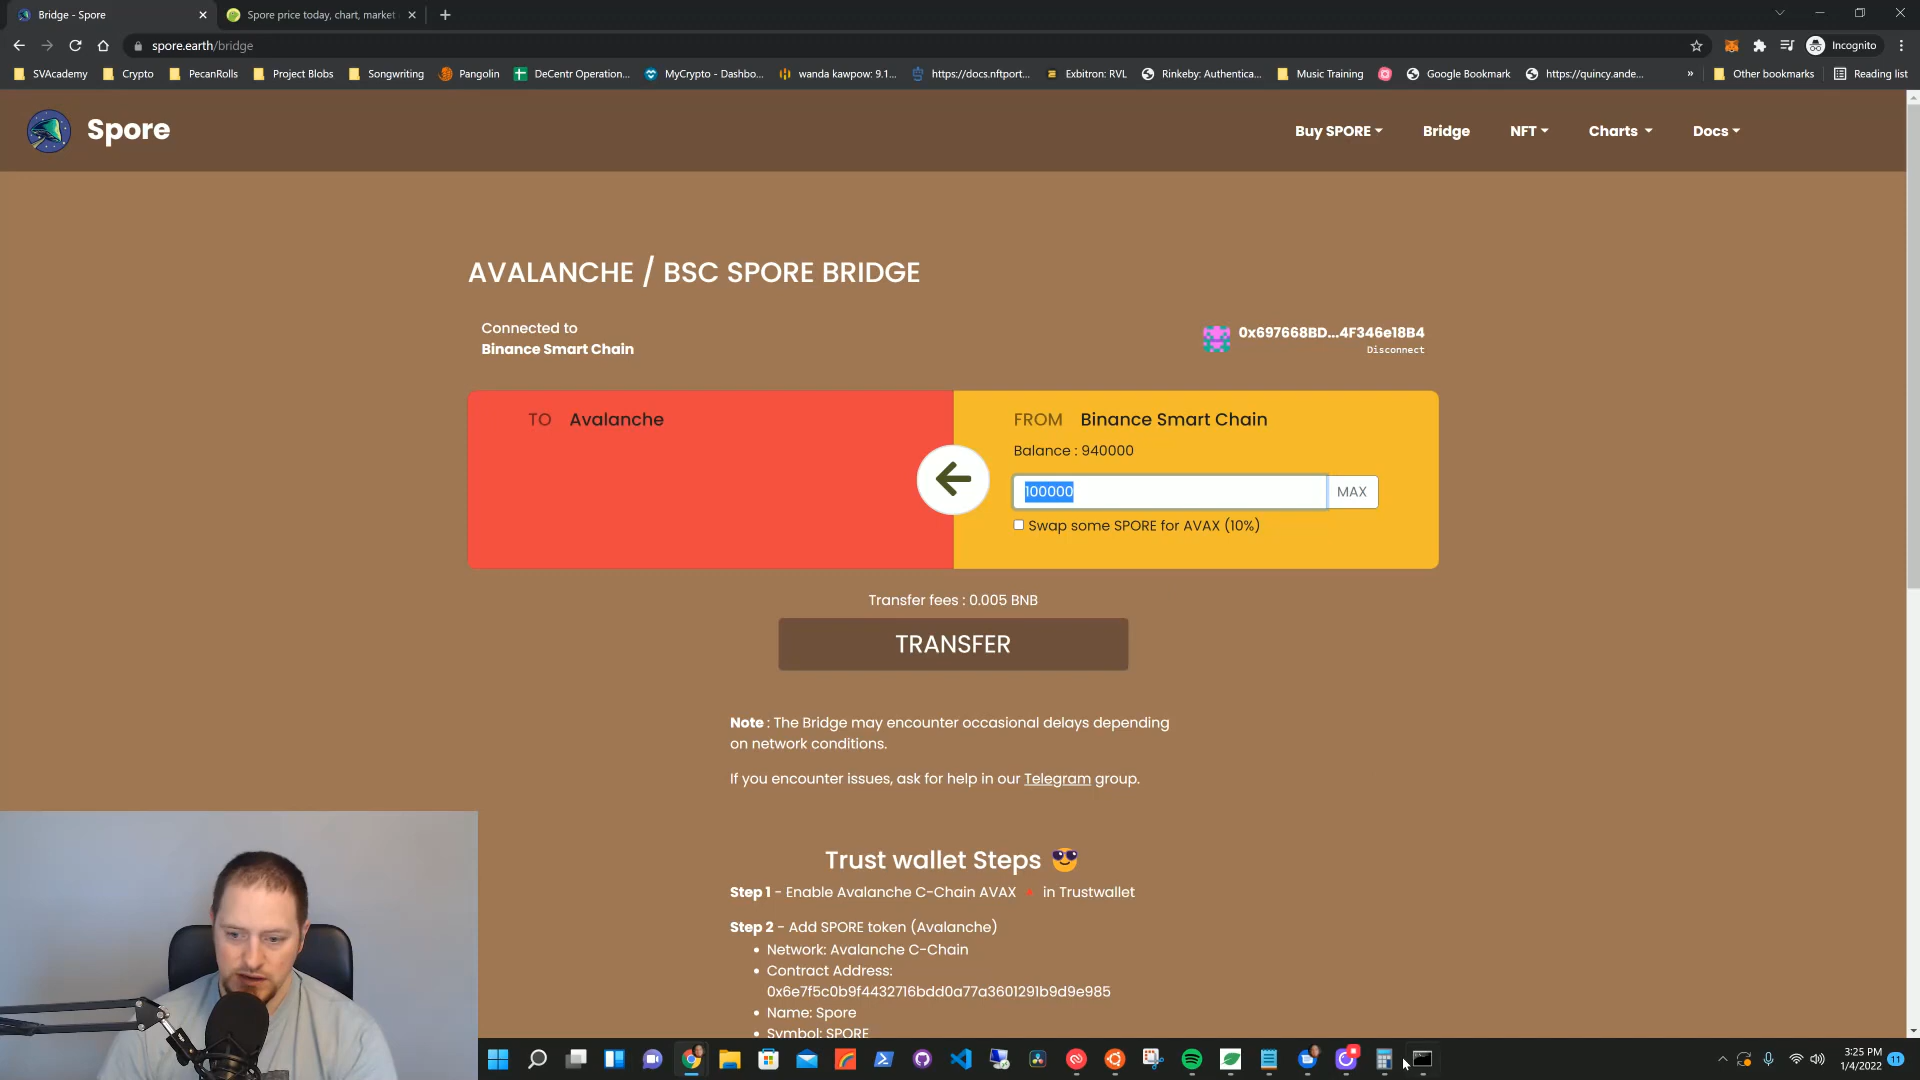 Bridge - Spore
Spore price today, chart, market
spore.earth/bridge
Incognito
SVAcademy
Crypto
PecanRolls
Project Blobs
Songwriting
Pangolin
DeCentr Operation...
MyCrypto - Dashbo...
wanda kawpow: 9.1...
https://docs.nftport...
Exbitron: RVL
Rinkeby: Authentica...
Music Training
Google Bookmark
https://quincy.ande...
»
Other bookmarks
Reading list
Spore
Buy SPORE
Bridge
NFT
Charts
Docs
AVALANCHE / BSC SPORE BRIDGE
Connected to
Binance Smart Chain
0x697668BD...4F346e18B4
Disconnect
TO Avalanche
FROM Binance Smart Chain
Balance : 940000
100000
MAX
Swap some SPORE for AVAX (10%)
Transfer fees : 0.005 BNB
TRANSFER
Note : The Bridge may encounter occasional delays depending
on network conditions.
If you encounter issues, ask for help in our Telegram group.
Trust wallet Steps
Step 1 - Enable Avalanche C-Chain AVAX 🔺 in Trustwallet
Step 2 - Add SPORE token (Avalanche)
• Network: Avalanche C-Chain
• Contract Address:
0x6e7f5c0b9f4432716bdd0a77a3601291b9d9e985
• Name: Spore
• Symbol: SPORE
3:25 PM
1/4/2022
11